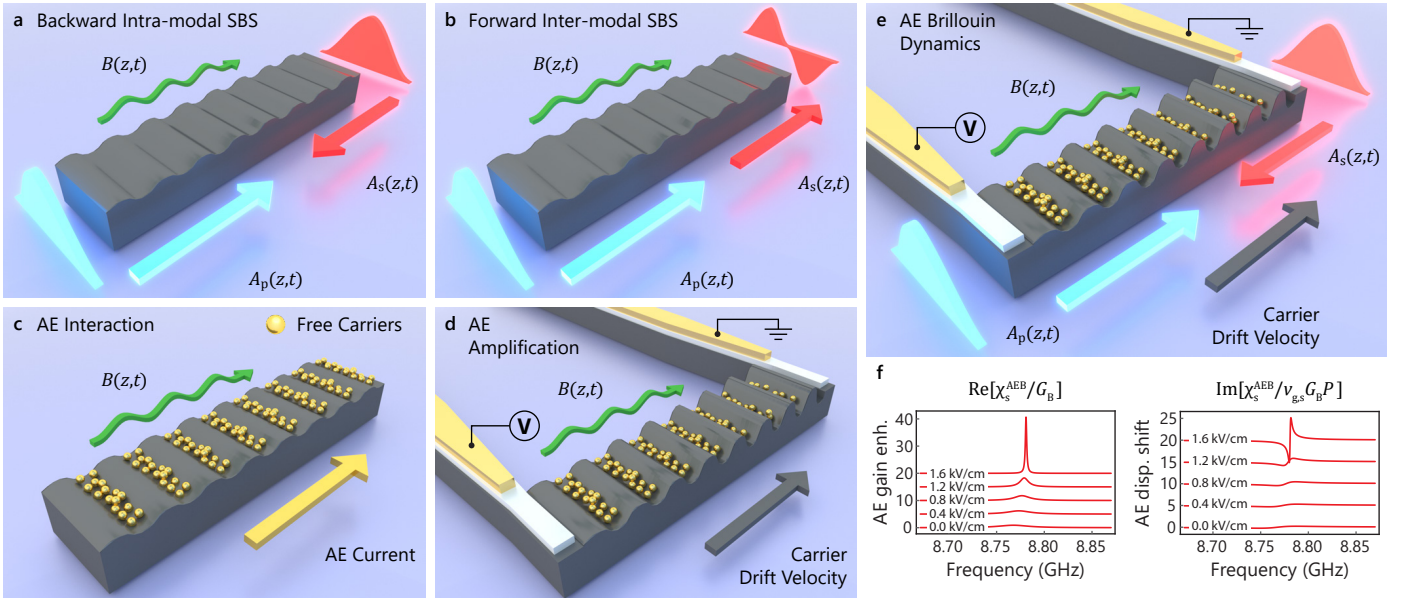 a Backward Intra-modal SBS
B(z,t)
A_s(z,t)
A_p(z,t)
b Forward Inter-modal SBS
B(z,t)
A_s(z,t)
A_p(z,t)
c AE Interaction
Free Carriers
B(z,t)
AE Current
d AE
Amplification
B(z,t)
V
Carrier
Drift Velocity
e AE Brillouin
Dynamics
B(z,t)
V
A_s(z,t)
A_p(z,t)
Carrier
Drift Velocity
f
Re[χ_s^AEB/G_B]
AE gain enh.
40
30
20
10
0
1.6 kV/cm
1.2 kV/cm
0.8 kV/cm
0.4 kV/cm
0.0 kV/cm
8.70 8.75 8.80 8.85
Frequency (GHz)
Im[χ_s^AEB/v_g,s G_B P]
AE disp. shift
25
20
15
10
5
0
1.6 kV/cm
1.2 kV/cm
0.8 kV/cm
0.4 kV/cm
0.0 kV/cm
8.70 8.75 8.80 8.85
Frequency (GHz)